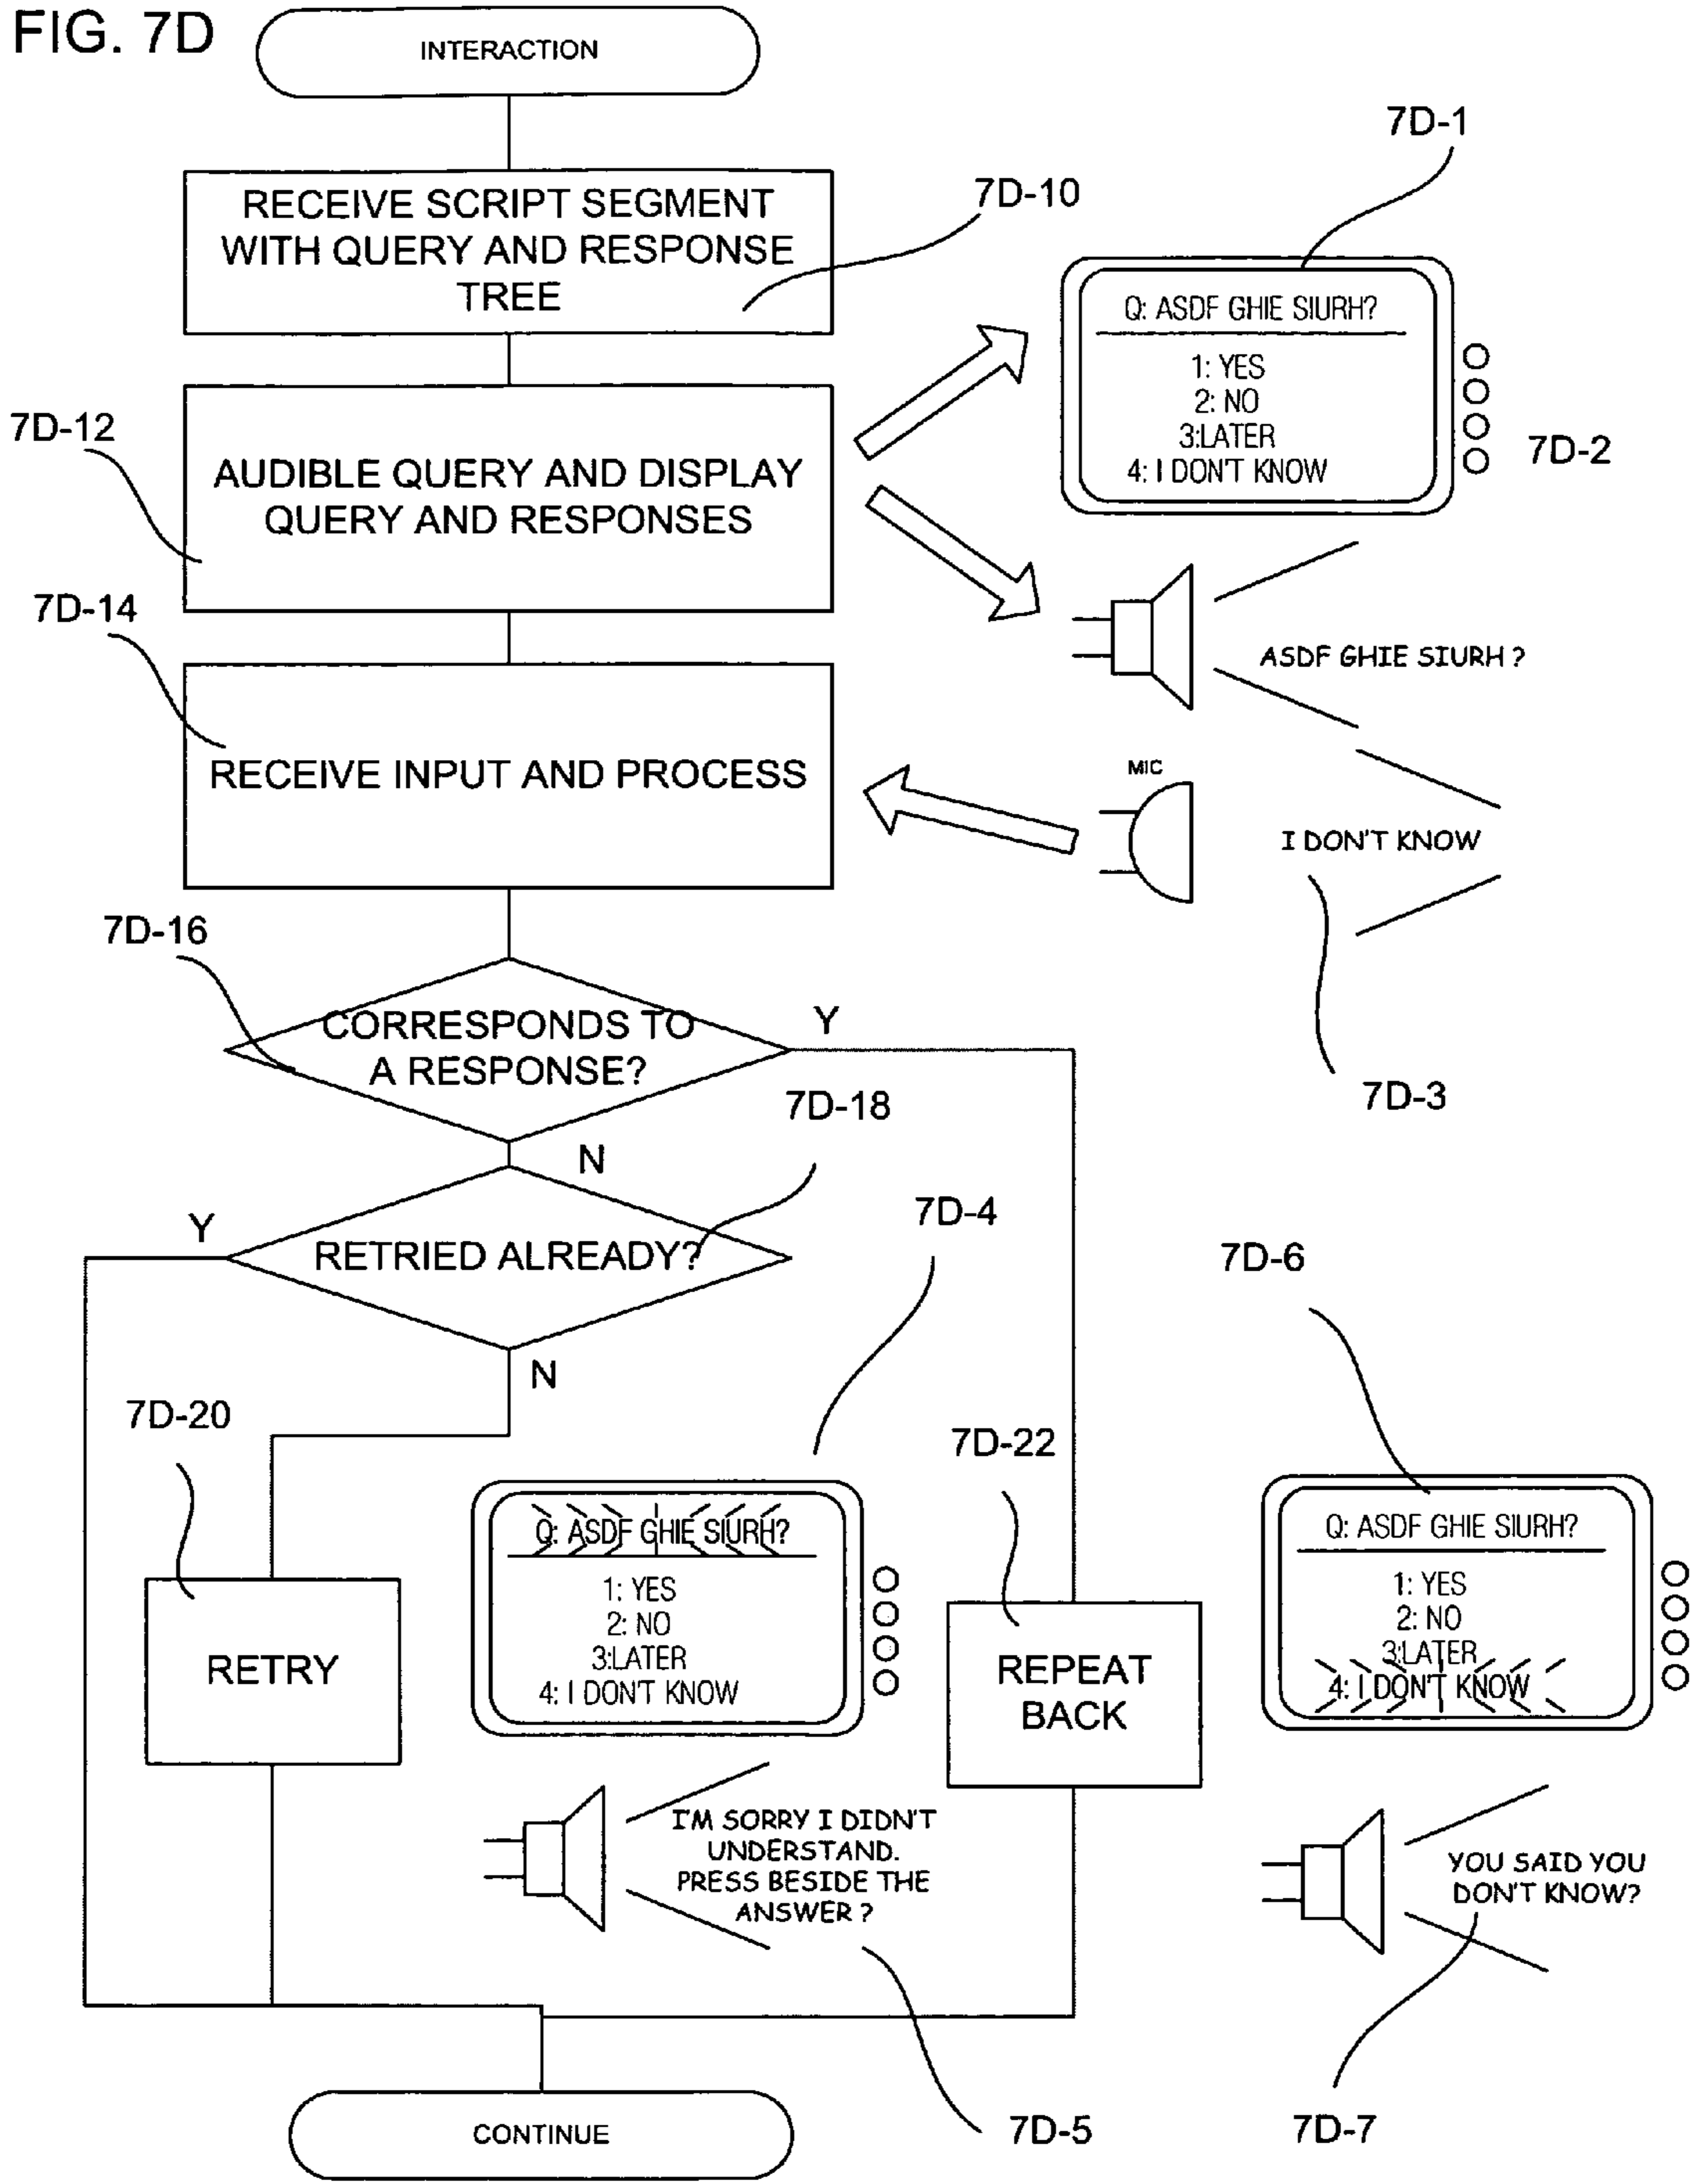 FIG. 7D
INTERACTION
7D-1
RECEIVE SCRIPT SEGMENT
WITH QUERY AND RESPONSE
TREE
7D-10
Q: ASDF GHIE SIURH?
1: YES
2: NO
3:LATER
4: I DON'T KNOW
7D-2
7D-12
AUDIBLE QUERY AND DISPLAY
QUERY AND RESPONSES
ASDF GHIE SIURH ?
7D-14
RECEIVE INPUT AND PROCESS
MIC
I DON'T KNOW
7D-3
7D-16
CORRESPONDS TO
A RESPONSE?
Y
N
7D-18
RETRIED ALREADY?
Y
N
7D-4
7D-6
7D-20
RETRY
Q: ASDF GHIE SIURH?
1: YES
2: NO
3:LATER
4: I DON'T KNOW
7D-22
REPEAT
BACK
Q: ASDF GHIE SIURH?
1: YES
2: NO
3:LATER
4: I DON'T KNOW
I'M SORRY I DIDN'T
UNDERSTAND.
PRESS BESIDE THE
ANSWER ?
YOU SAID YOU
DON'T KNOW?
7D-5
7D-7
CONTINUE